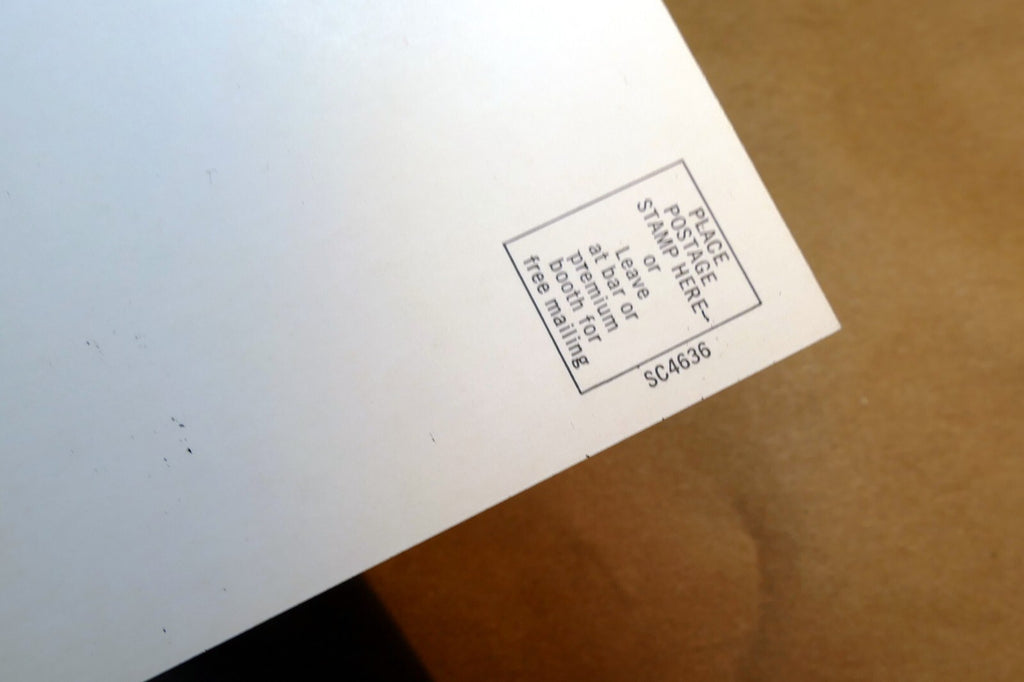 PLACE
POSTAGE
STAMP HERE-
or
Leave
at bar or
premium
booth for
free mailing
SC4636